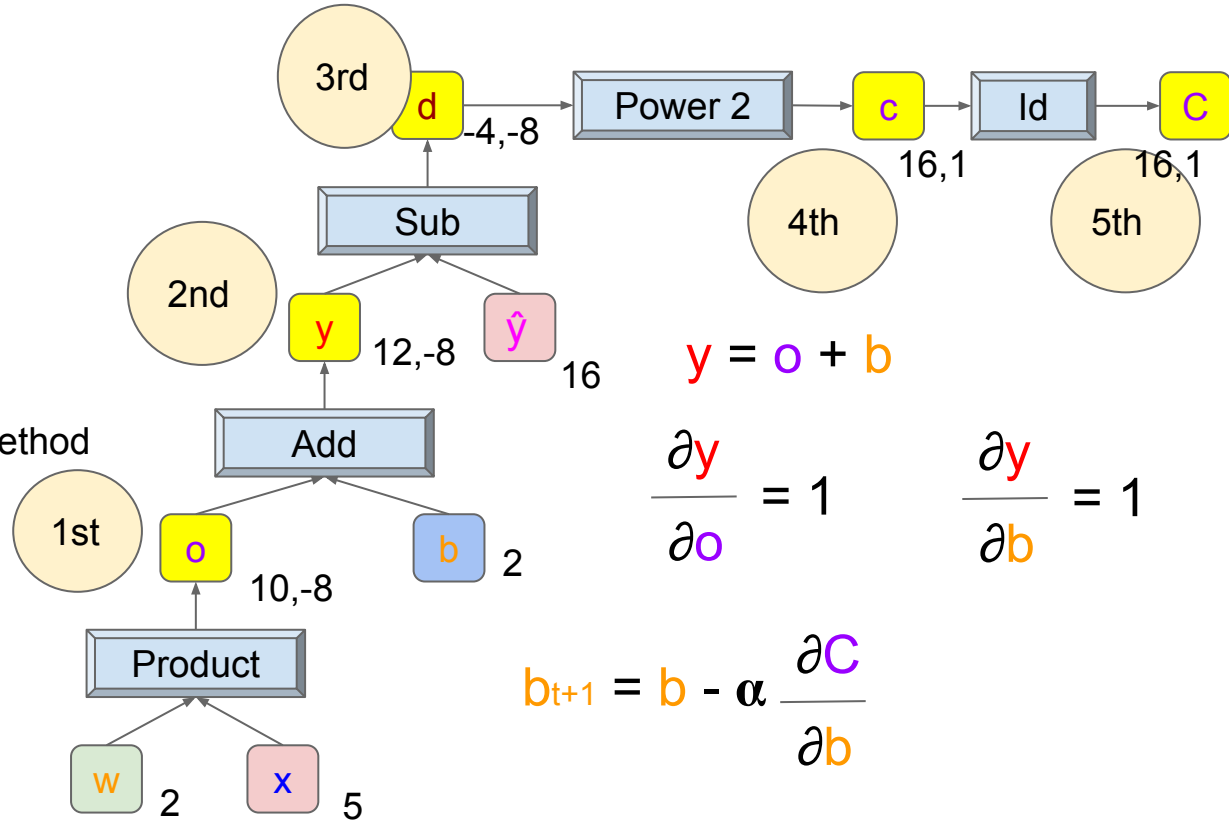 3rd
d
-4,-8
Power 2
c
16,1
Id
C
16,1
Sub
4th
5th
2nd
y
12,-8
ŷ
16
y = o + b
Add
ethod
∂y
∂o
= 1
∂y
∂b
= 1
1st
o
10,-8
b
2
Product
bt+1 = b - α
∂C
∂b
w
2
x
5